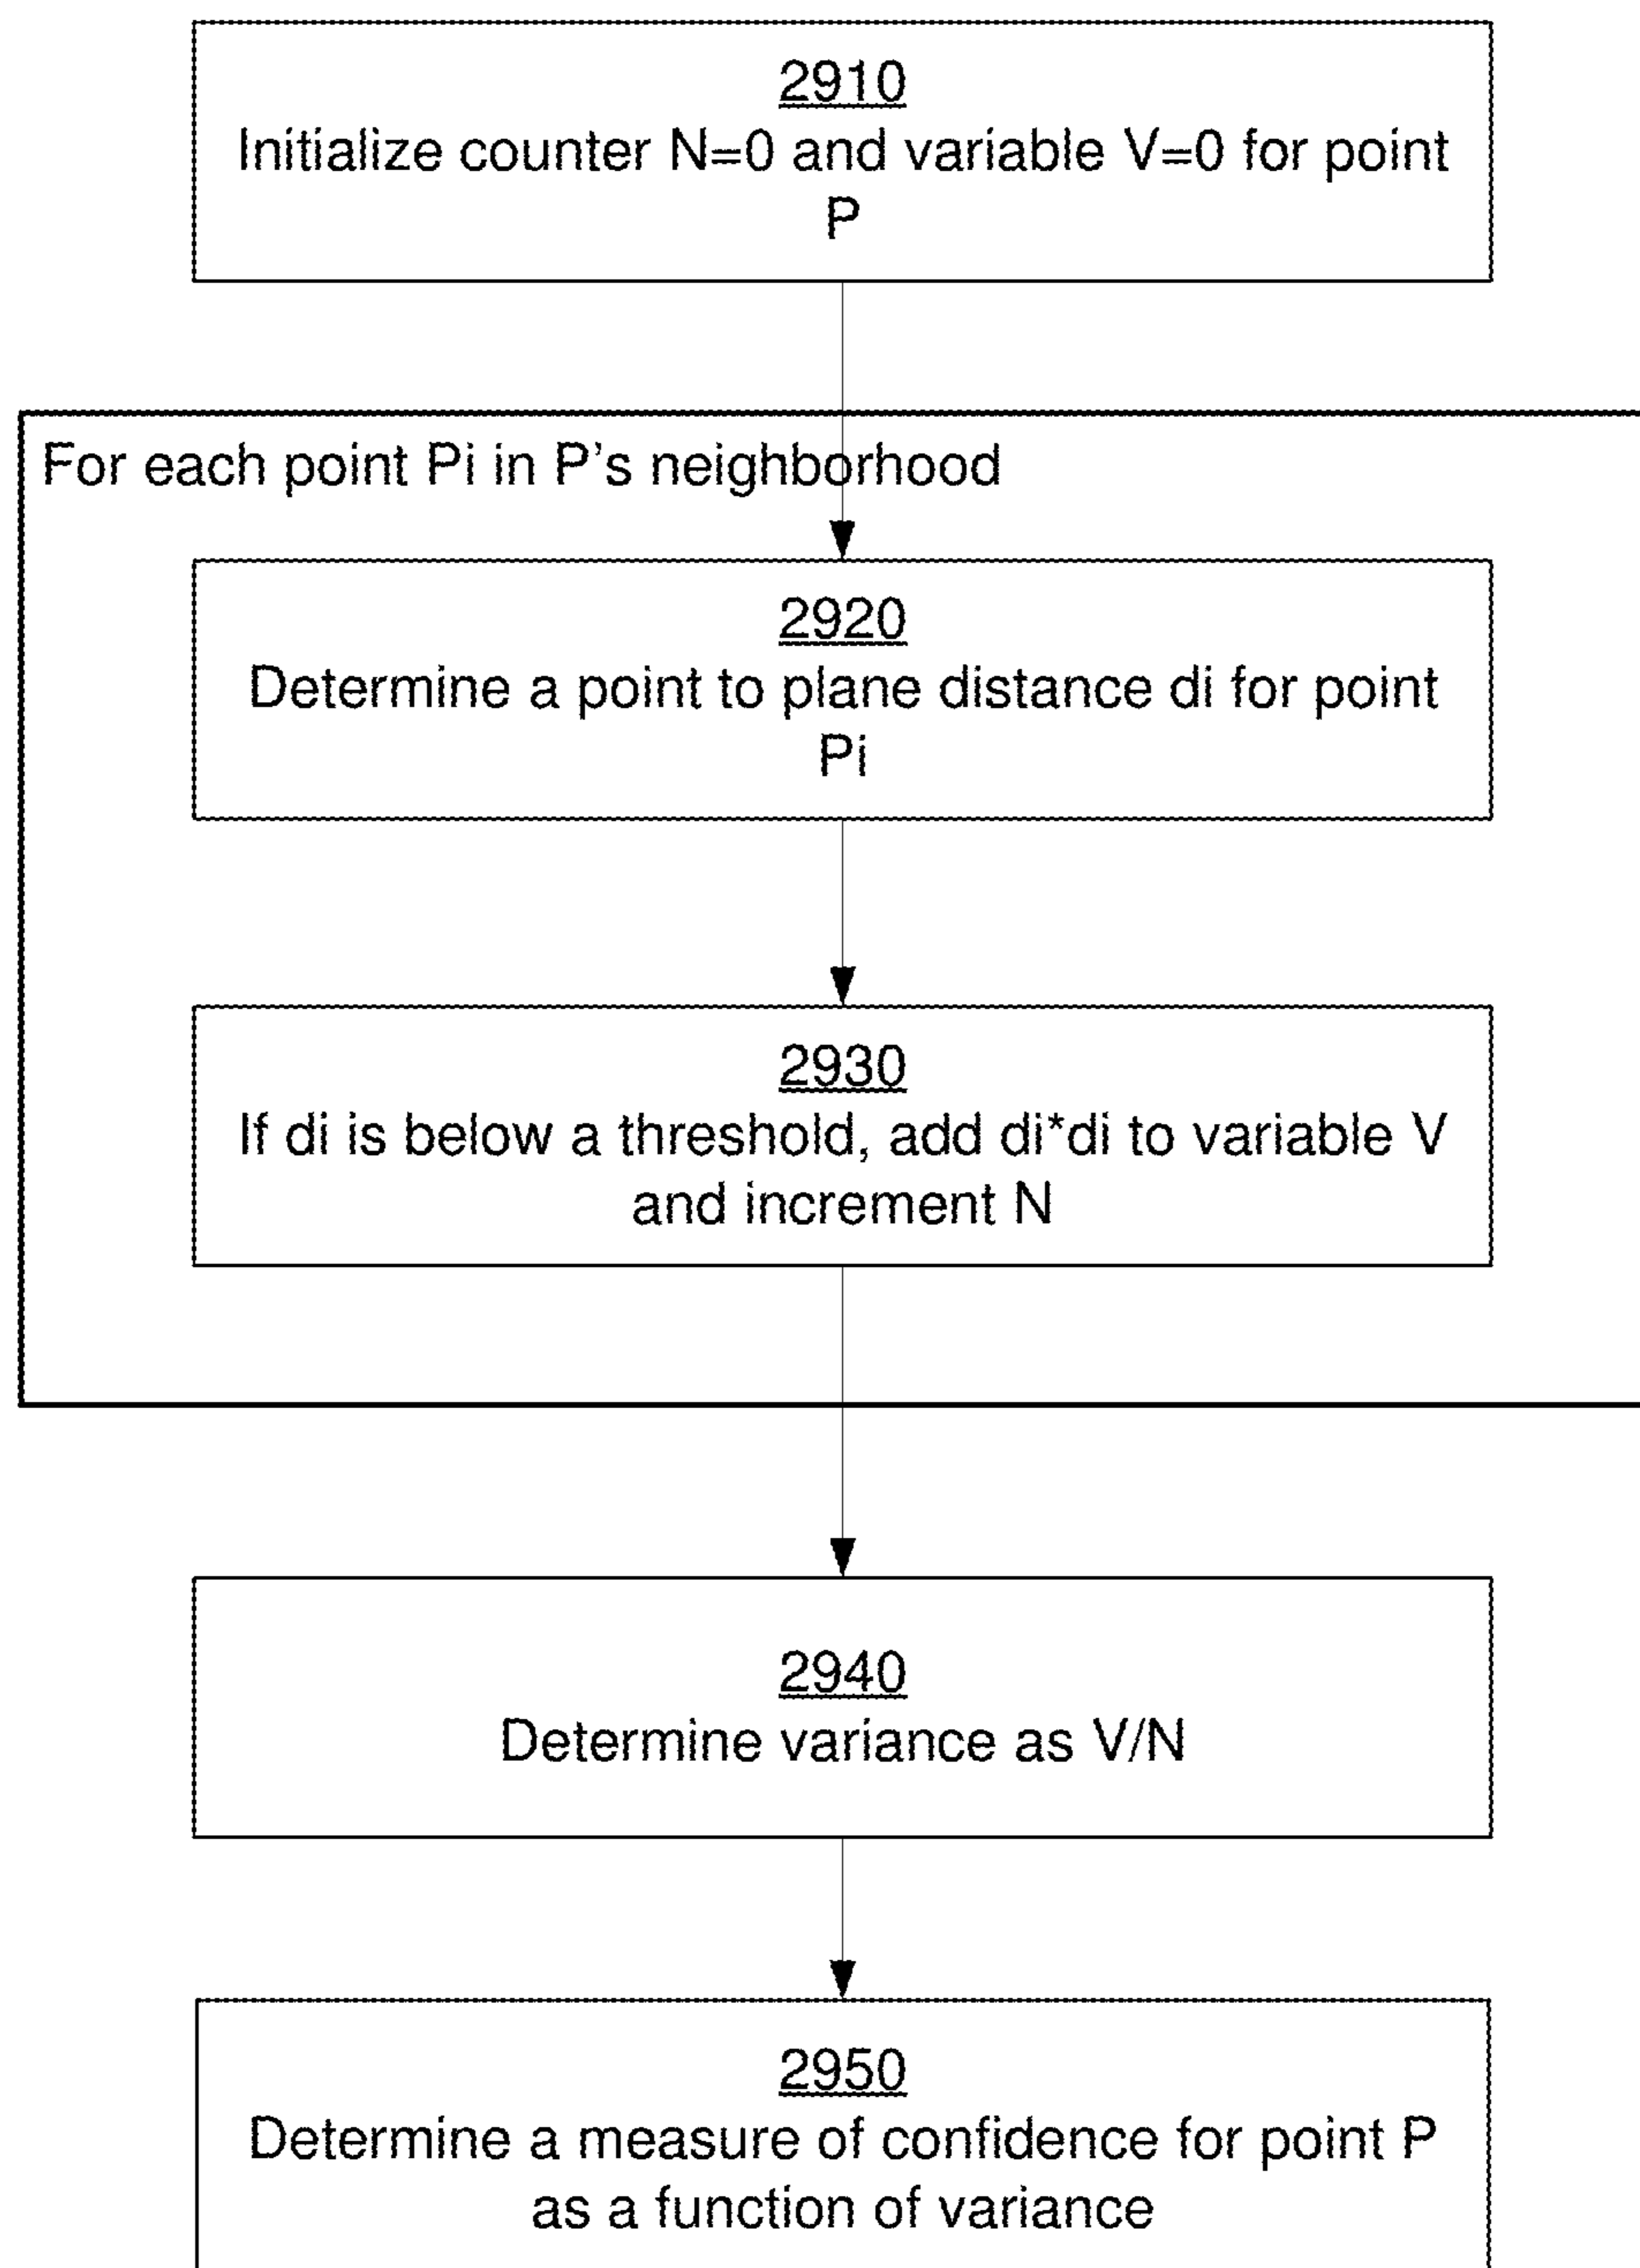 2910
Initialize counter N=0 and variable V=0 for point
P
For each point Pi in P's neighborhood
2920
Determine a point to plane distance di for point
Pi
2930
If di is below a threshold, add di*di to variable V
and increment N
2940
Determine variance as V/N
2950
Determine a measure of confidence for point P
as a function of variance